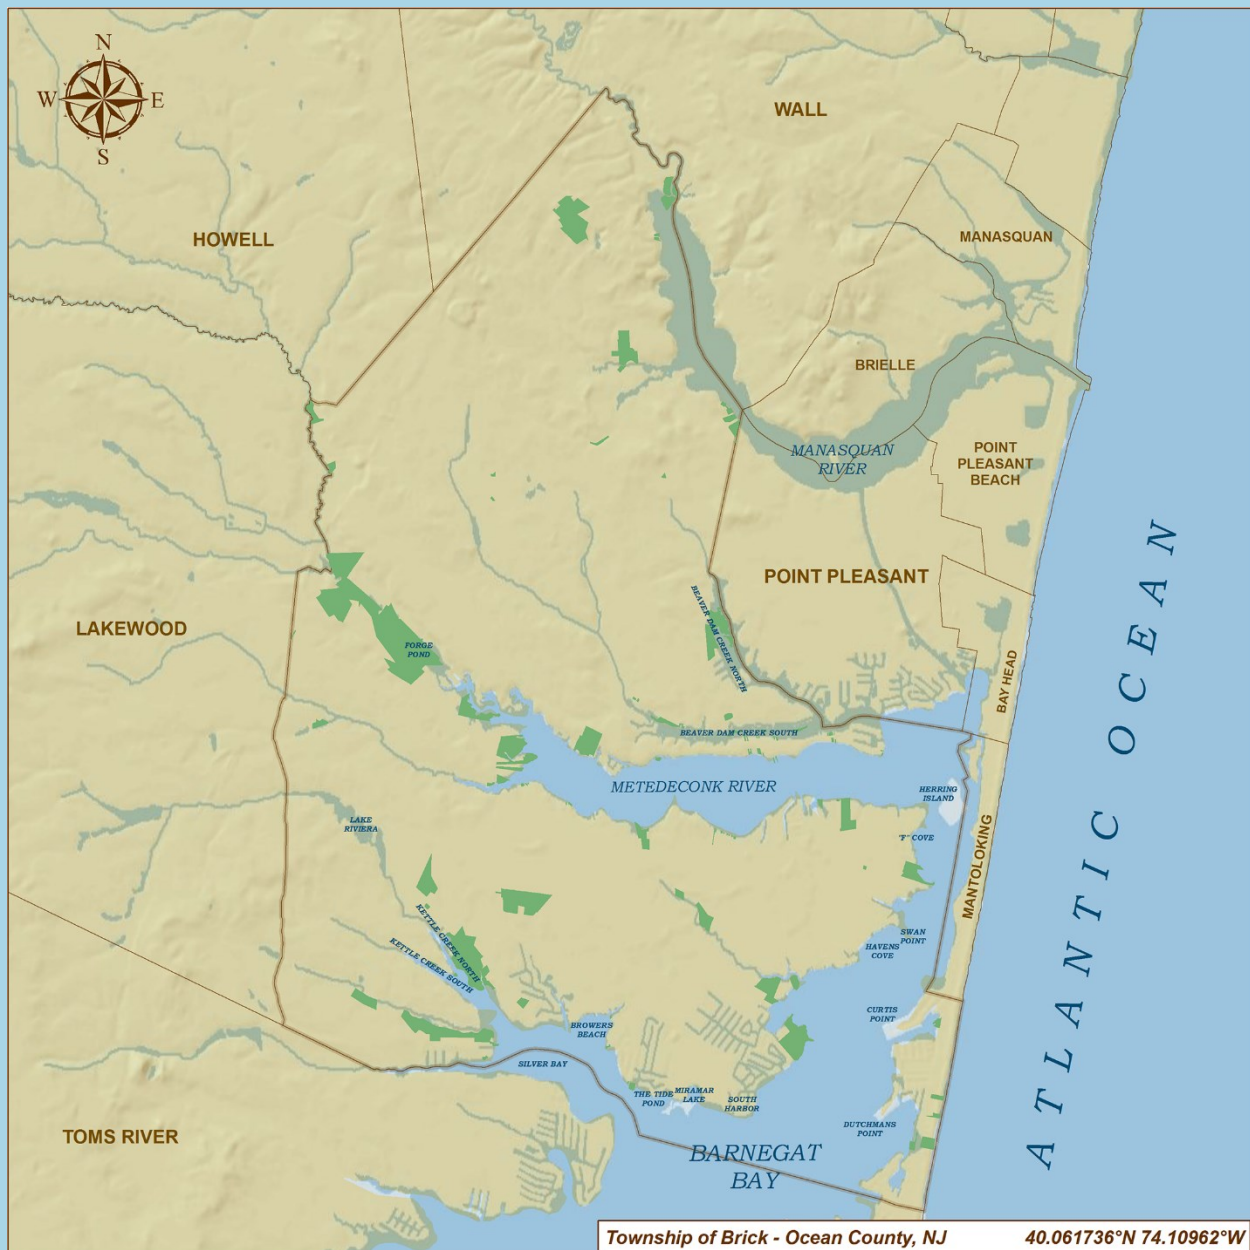 N
W E
S
WALL
HOWELL
MANASQUAN
BRIELLE
MANASQUAN
RIVER
POINT
PLEASANT
BEACH
POINT PLEASANT
LAKEWOOD
FORGE
POND
BEAVER DAM CREEK NORTH
BAY HEAD
BEAVER DAM CREEK SOUTH
METEDECONK RIVER
HERRING
ISLAND
LAKE
RIVIERA
"F" COVE
MANTOLOKING
ATLANTIC OCEAN
KETTLE CREEK NORTH
KETTLE CREEK SOUTH
SWAN
POINT
HAVENS
COVE
CURTIS
POINT
BROWERS
BEACH
SILVER BAY
THE TIDE
POND
MIRAMAR
LAKE
SOUTH
HARBOR
DUTCHMANS
POINT
TOMS RIVER
BARNEGAT
BAY
Township of Brick - Ocean County, NJ 40.061736°N 74.10962°W